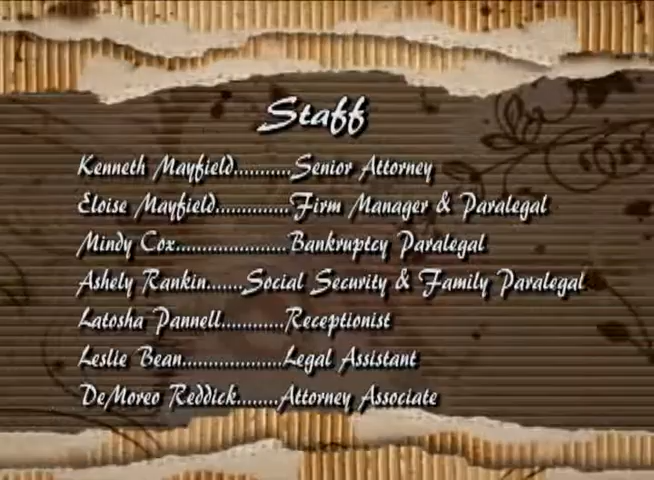 Staff
Kenneth Mayfield...........Senior Attorney
Eloise Mayfield..............Firm Manager & Paralegal
Mindy Cox.....................Bankruptcy Paralegal
Ashely Rankin.......Social Security & Family Paralegal
Latosha Pannell............Receptionist
Leslie Bean...................Legal Assistant
DeMoreo Reddick........Attorney Associate